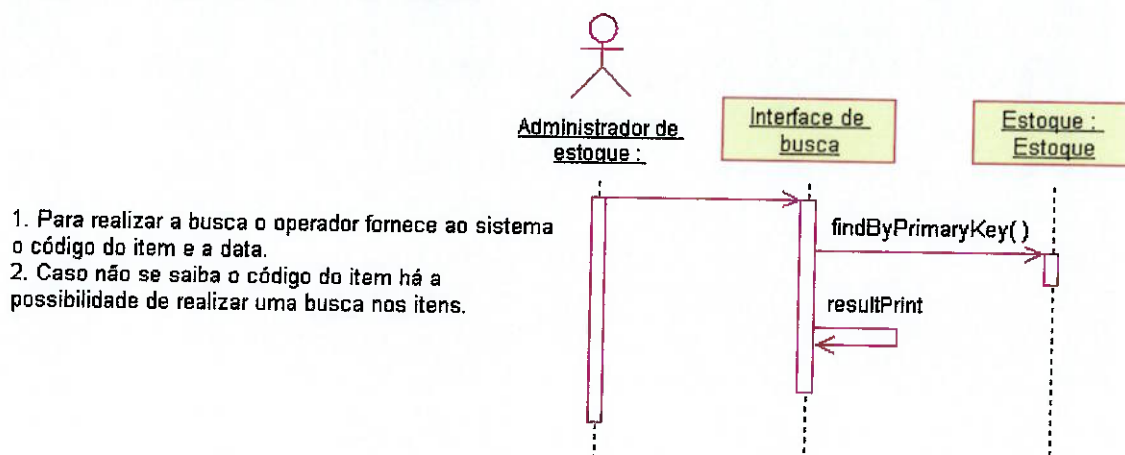 Administrador de
estoque :
Interface de
busca
Estoque :
Estoque
1. Para realizar a busca o operador fornece ao sistema
o código do item e a data.
2. Caso não se saiba o código do item há a
possibilidade de realizar uma busca nos itens.
findByPrimaryKey( )
resultPrint